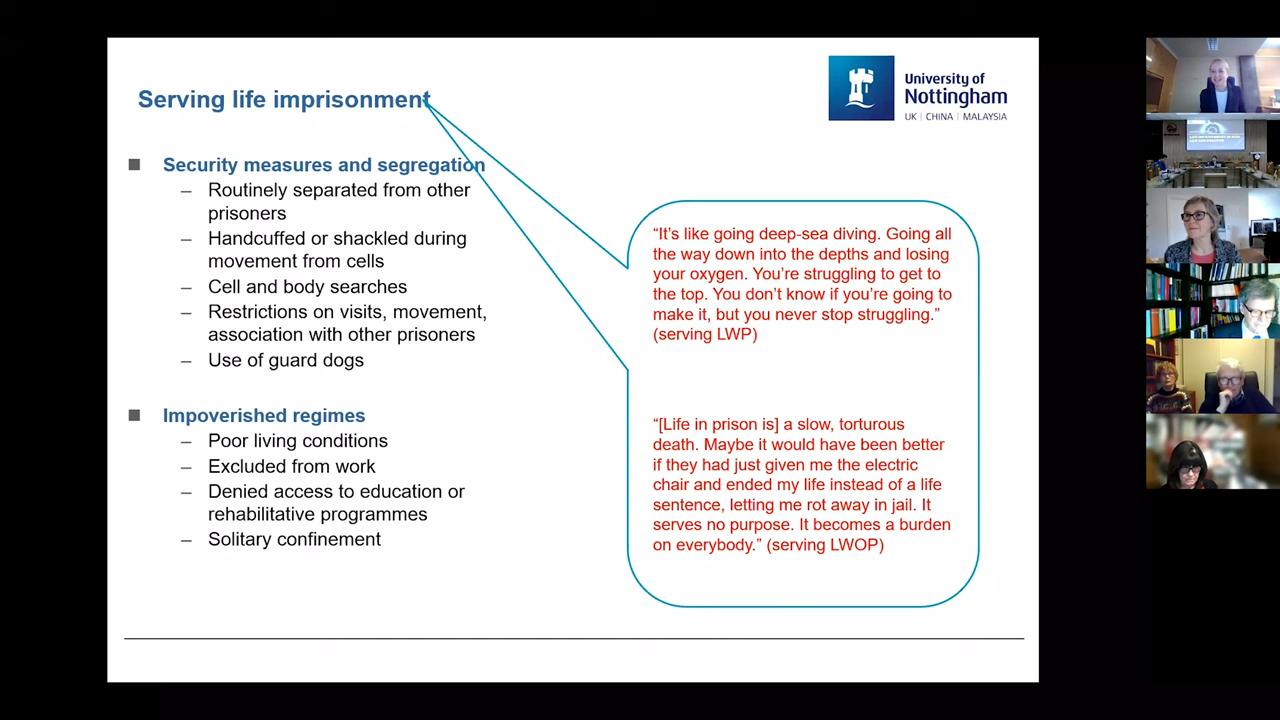 Serving life imprisonment
University of
Nottingham
UK | CHINA | MALAYSIA
Security measures and segregation
– Routinely separated from other
prisoners
– Handcuffed or shackled during
movement from cells
– Cell and body searches
– Restrictions on visits, movement,
association with other prisoners
– Use of guard dogs
Impoverished regimes
– Poor living conditions
– Excluded from work
– Denied access to education or
rehabilitative programmes
– Solitary confinement
“It’s like going deep-sea diving. Going all
the way down into the depths and losing
your oxygen. You’re struggling to get to
the top. You don’t know if you’re going to
make it, but you never stop struggling.”
(serving LWP)
“[Life in prison is] a slow, torturous
death. Maybe it would have been better
if they had just given me the electric
chair and ended my life instead of a life
sentence, letting me rot away in jail. It
serves no purpose. It becomes a burden
on everybody.” (serving LWOP)